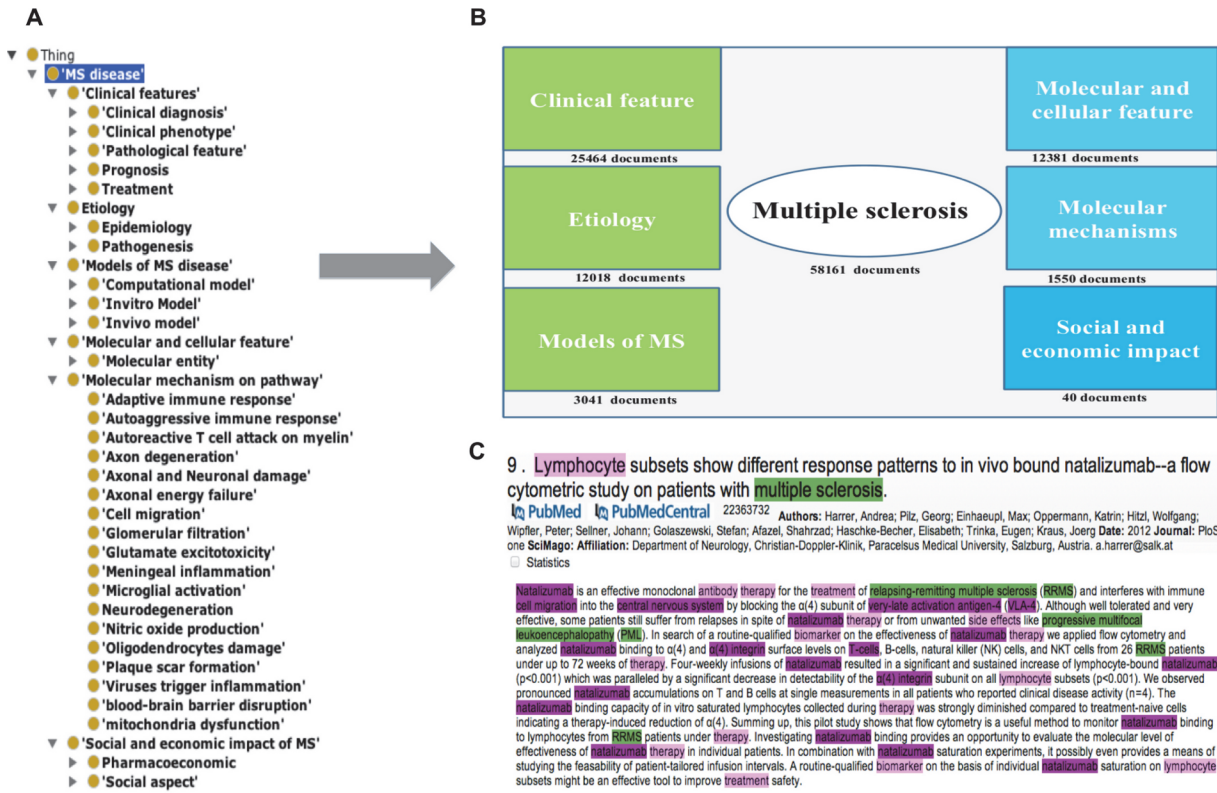 A
Thing
'MS disease'
'Clinical features'
'Clinical diagnosis'
'Clinical phenotype'
'Pathological feature'
Prognosis
Treatment
Etiology
Epidemiology
Pathogenesis
'Models of MS disease'
'Computational model'
'Invitro Model'
'Invivo model'
'Molecular and cellular feature'
'Molecular entity'
'Molecular mechanism on pathway'
'Adaptive immune response'
'Autoaggressive immune response'
'Autoreactive T cell attack on myelin'
'Axon degeneration'
'Axonal and Neuronal damage'
'Axonal energy failure'
'Cell migration'
'Glomerular filtration'
'Glutamate excitotoxicity'
'Meningeal inflammation'
'Microglial activation'
Neurodegeneration
'Nitric oxide production'
'Oligodendrocytes damage'
'Plaque scar formation'
'Viruses trigger inflammation'
'blood-brain barrier disruption'
'mitochondria dysfunction'
'Social and economic impact of MS'
Pharmacoeconomic
'Social aspect'
B
Clinical feature
25464 documents
Etiology
12018 documents
Models of MS
3041 documents
Multiple sclerosis
58161 documents
Molecular and
cellular feature
12381 documents
Molecular
mechanisms
1550 documents
Social and
economic impact
40 documents
C
9 . Lymphocyte subsets show different response patterns to in vivo bound natalizumab--a flow
cytometric study on patients with multiple sclerosis.
PubMed PubMedCentral 22363732 Authors: Harrer, Andrea; Pilz, Georg; Einhaeupl, Max; Oppermann, Katrin; Hitzl, Wolfgang;
Wipfler, Peter; Sellner, Johann; Golaszewski, Stefan; Afazel, Shahrzad; Haschke-Becher, Elisabeth; Trinka, Eugen; Kraus, Joerg Date: 2012 Journal: PloS
one SciMago: Affiliation: Department of Neurology, Christian-Doppler-Klinik, Paracelsus Medical University, Salzburg, Austria. a.harrer@salk.at
Statistics
Natalizumab is an effective monoclonal antibody therapy for the treatment of relapsing-remitting multiple sclerosis (RRMS) and interferes with immune
cell migration into the central nervous system by blocking the α(4) subunit of very-late activation antigen-4 (VLA-4). Although well tolerated and very
effective, some patients still suffer from relapses in spite of natalizumab therapy or from unwanted side effects like progressive multifocal
leukoencephalopathy (PML). In search of a routine-qualified biomarker on the effectiveness of natalizumab therapy we applied flow cytometry and
analyzed natalizumab binding to α(4) and α(4) integrin surface levels on T-cells, B-cells, natural killer (NK) cells, and NKT cells from 26 RRMS patients
under up to 72 weeks of therapy. Four-weekly infusions of natalizumab resulted in a significant and sustained increase of lymphocyte-bound natalizumab
(p<0.001) which was paralleled by a significant decrease in detectability of the α(4) integrin subunit on all lymphocyte subsets (p<0.001). We observed
pronounced natalizumab accumulations on T and B cells at single measurements in all patients who reported clinical disease activity (n=4). The
natalizumab binding capacity of in vitro saturated lymphocytes collected during therapy was strongly diminished compared to treatment-naive cells
indicating a therapy-induced reduction of α(4). Summing up, this pilot study shows that flow cytometry is a useful method to monitor natalizumab binding
to lymphocytes from RRMS patients under therapy. Investigating natalizumab binding provides an opportunity to evaluate the molecular level of
effectiveness of natalizumab therapy in individual patients. In combination with natalizumab saturation experiments, it possibly even provides a means of
studying the feasability of patient-tailored infusion intervals. A routine-qualified biomarker on the basis of individual natalizumab saturation on lymphocyte
subsets might be an effective tool to improve treatment safety.